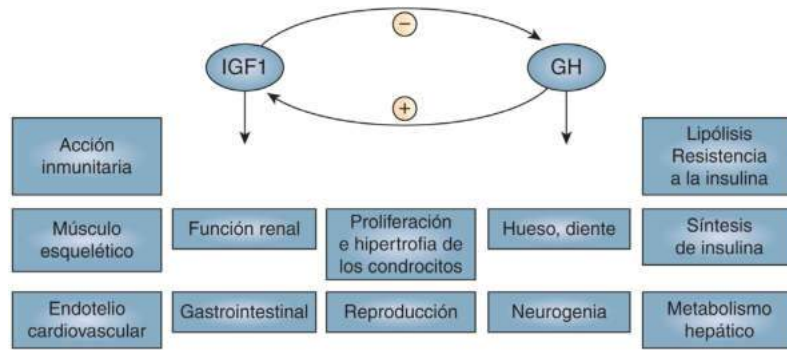 −
IGF1
GH
+
Acción
inmunitaria
Lipólisis
Resistencia
a la insulina
Músculo
esquelético
Función renal
Proliferación
e hipertrofia de
los condrocitos
Hueso, diente
Síntesis
de insulina
Endotelio
cardiovascular
Gastrointestinal
Reproducción
Neurogenia
Metabolismo
hepático